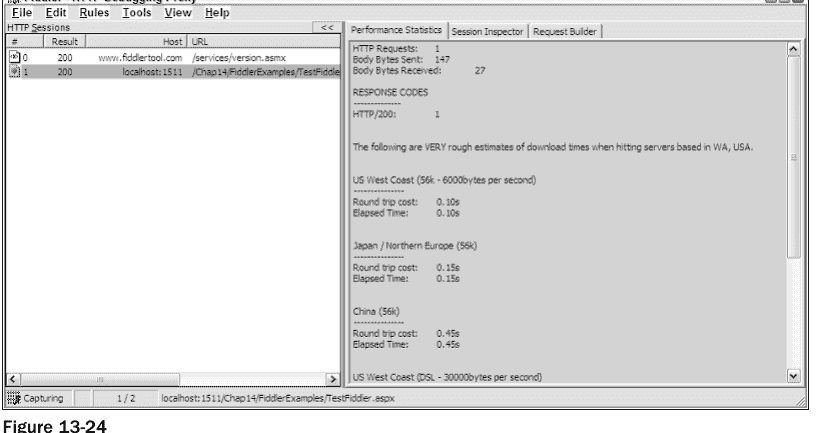 File Edit Rules Tools View Help
HTTP Sessions <<
# Result Host URL
0 200 www.fiddlertool.com /services/version.asmx
1 200 localhost:1511 /Chap14/FiddlerExamples/TestFiddle
Performance Statistics Session Inspector Request Builder
HTTP Requests: 1
Body Bytes Sent: 147
Body Bytes Received: 27
RESPONSE CODES
--------------
HTTP/200: 1
The following are VERY rough estimates of download times when hitting servers based in WA, USA.
US West Coast (56k - 6000bytes per second)
---------------
Round trip cost: 0.10s
Elapsed Time: 0.10s
Japan / Northern Europe (56k)
---------------
Round trip cost: 0.15s
Elapsed Time: 0.15s
China (56k)
---------------
Round trip cost: 0.45s
Elapsed Time: 0.45s
US West Coast (DSL - 30000bytes per second)
Capturing 1 / 2 localhost:1511/Chap14/FiddlerExamples/TestFiddler.aspx
Figure 13-24